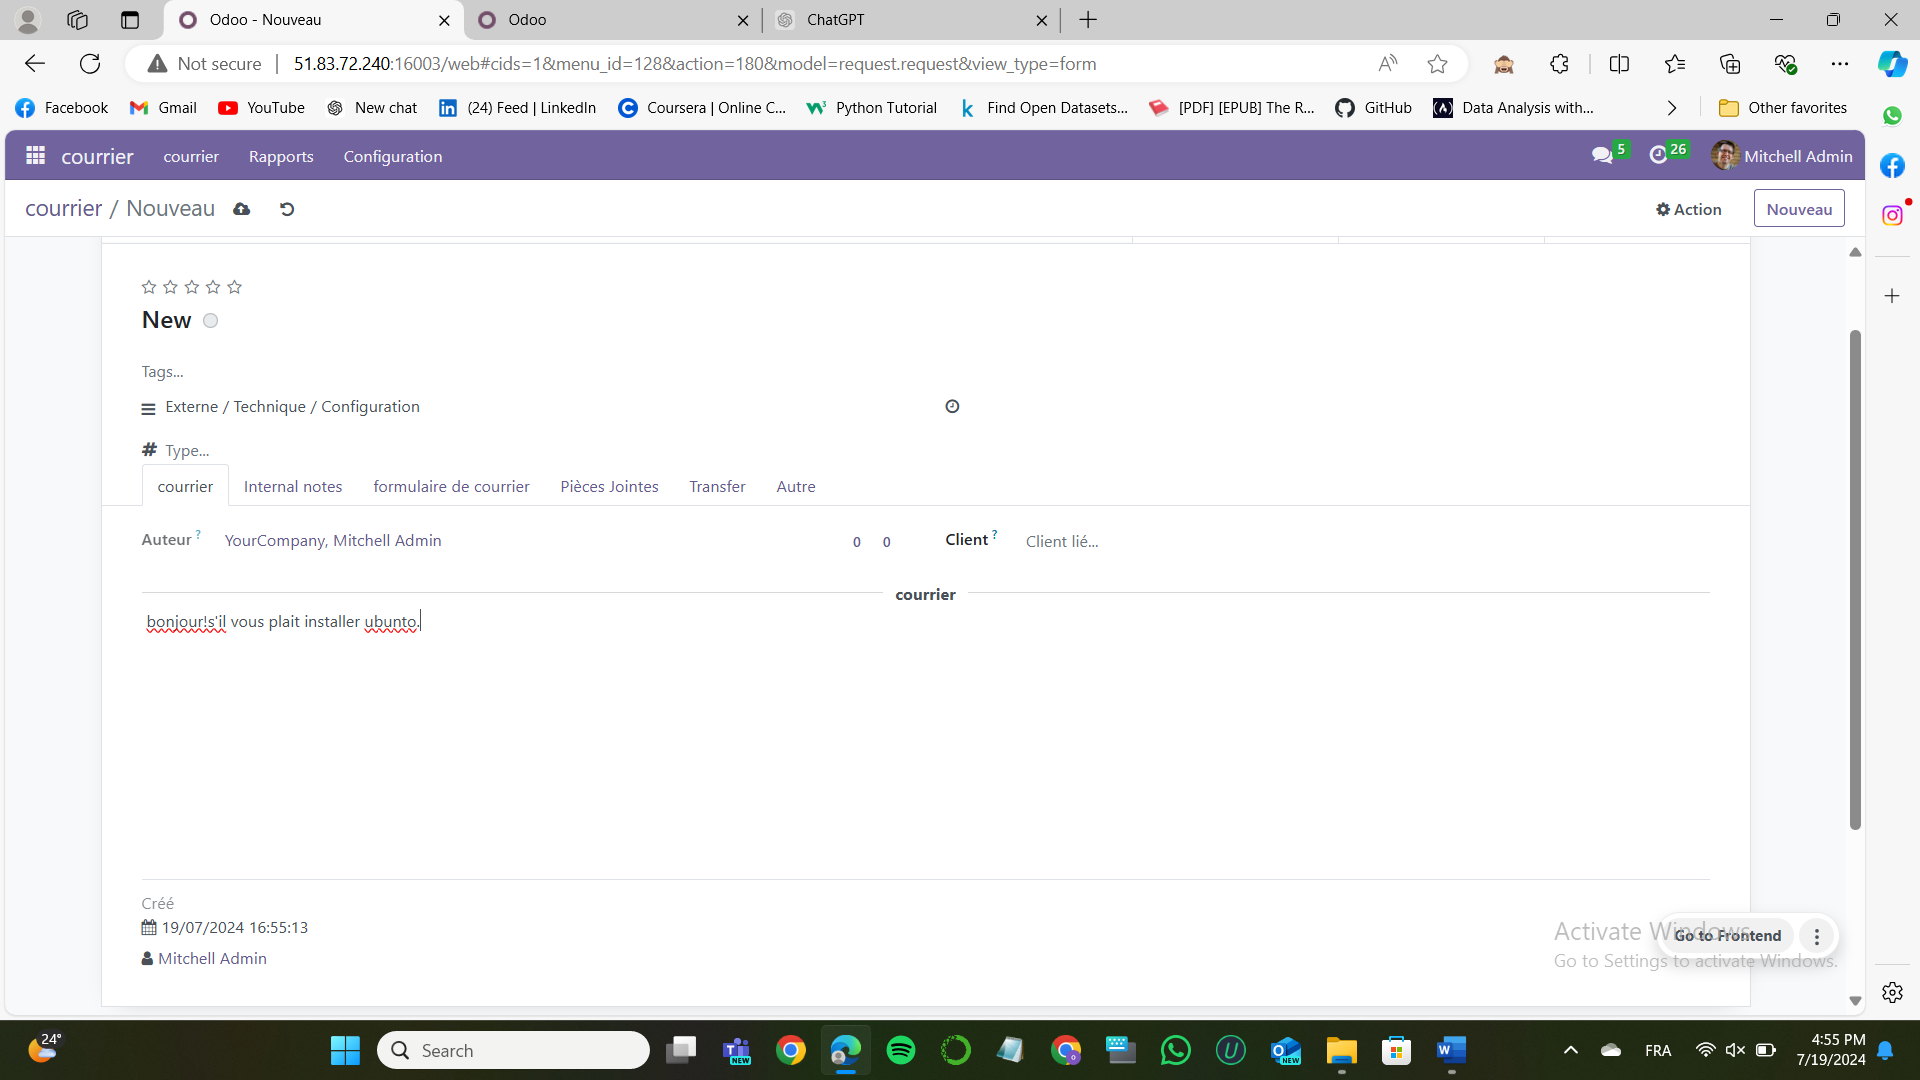 Odoo - Nouveau
Odoo
ChatGPT
Not secure
51.83.72.240:16003/web#cids=1&menu_id=128&action=180&model=request.request&view_type=form
Facebook
Gmail
YouTube
New chat
(24) Feed | LinkedIn
Coursera | Online C...
Python Tutorial
Find Open Datasets...
[PDF] [EPUB] The R...
GitHub
Data Analysis with...
Other favorites
courrier
courrier
Rapports
Configuration
5
26
Mitchell Admin
courrier / Nouveau
Action
Nouveau
New
Tags...
Externe / Technique / Configuration
# Type...
courrier
Internal notes
formulaire de courrier
Pièces Jointes
Transfer
Autre
Auteur ?
YourCompany, Mitchell Admin
0 0
Client ?
Client lié...
courrier
bonjour!s'il vous plait installer ubunto.
Créé
19/07/2024 16:55:13
Mitchell Admin
Activate Windows
Go to Settings to activate Windows.
Go to Frontend
24°
Search
NEW
NEW
FRA
4:55 PM
7/19/2024